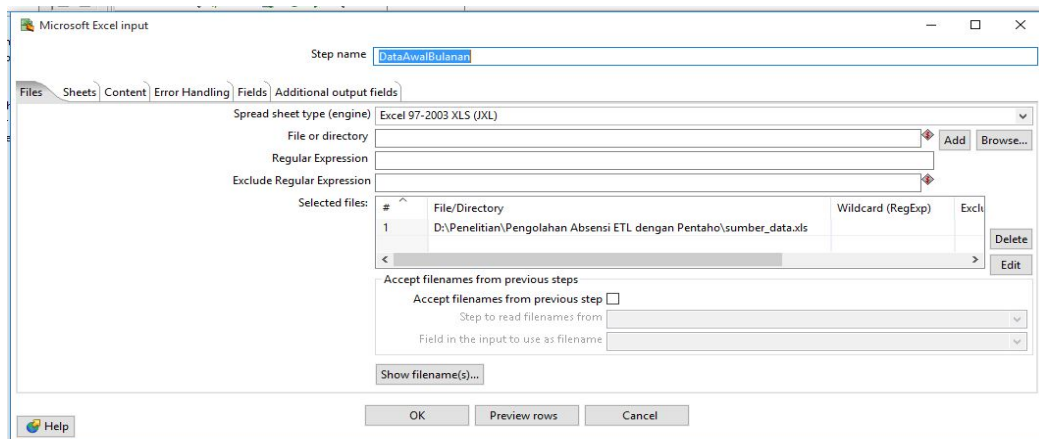 Microsoft Excel input
Step name DataAwalBulanan
Files Sheets Content Error Handling Fields Additional output fields
Spread sheet type (engine) Excel 97-2003 XLS (JXL)
File or directory Add Browse...
Regular Expression
Exclude Regular Expression
Selected files: # File/Directory Wildcard (RegExp) Exclu
1 D:\Penelitian\Pengolahan Absensi ETL dengan Pentaho\sumber_data.xls
Delete
Edit
Accept filenames from previous steps
Accept filenames from previous step
Step to read filenames from
Field in the input to use as filename
Show filename(s)...
OK Preview rows Cancel
Help